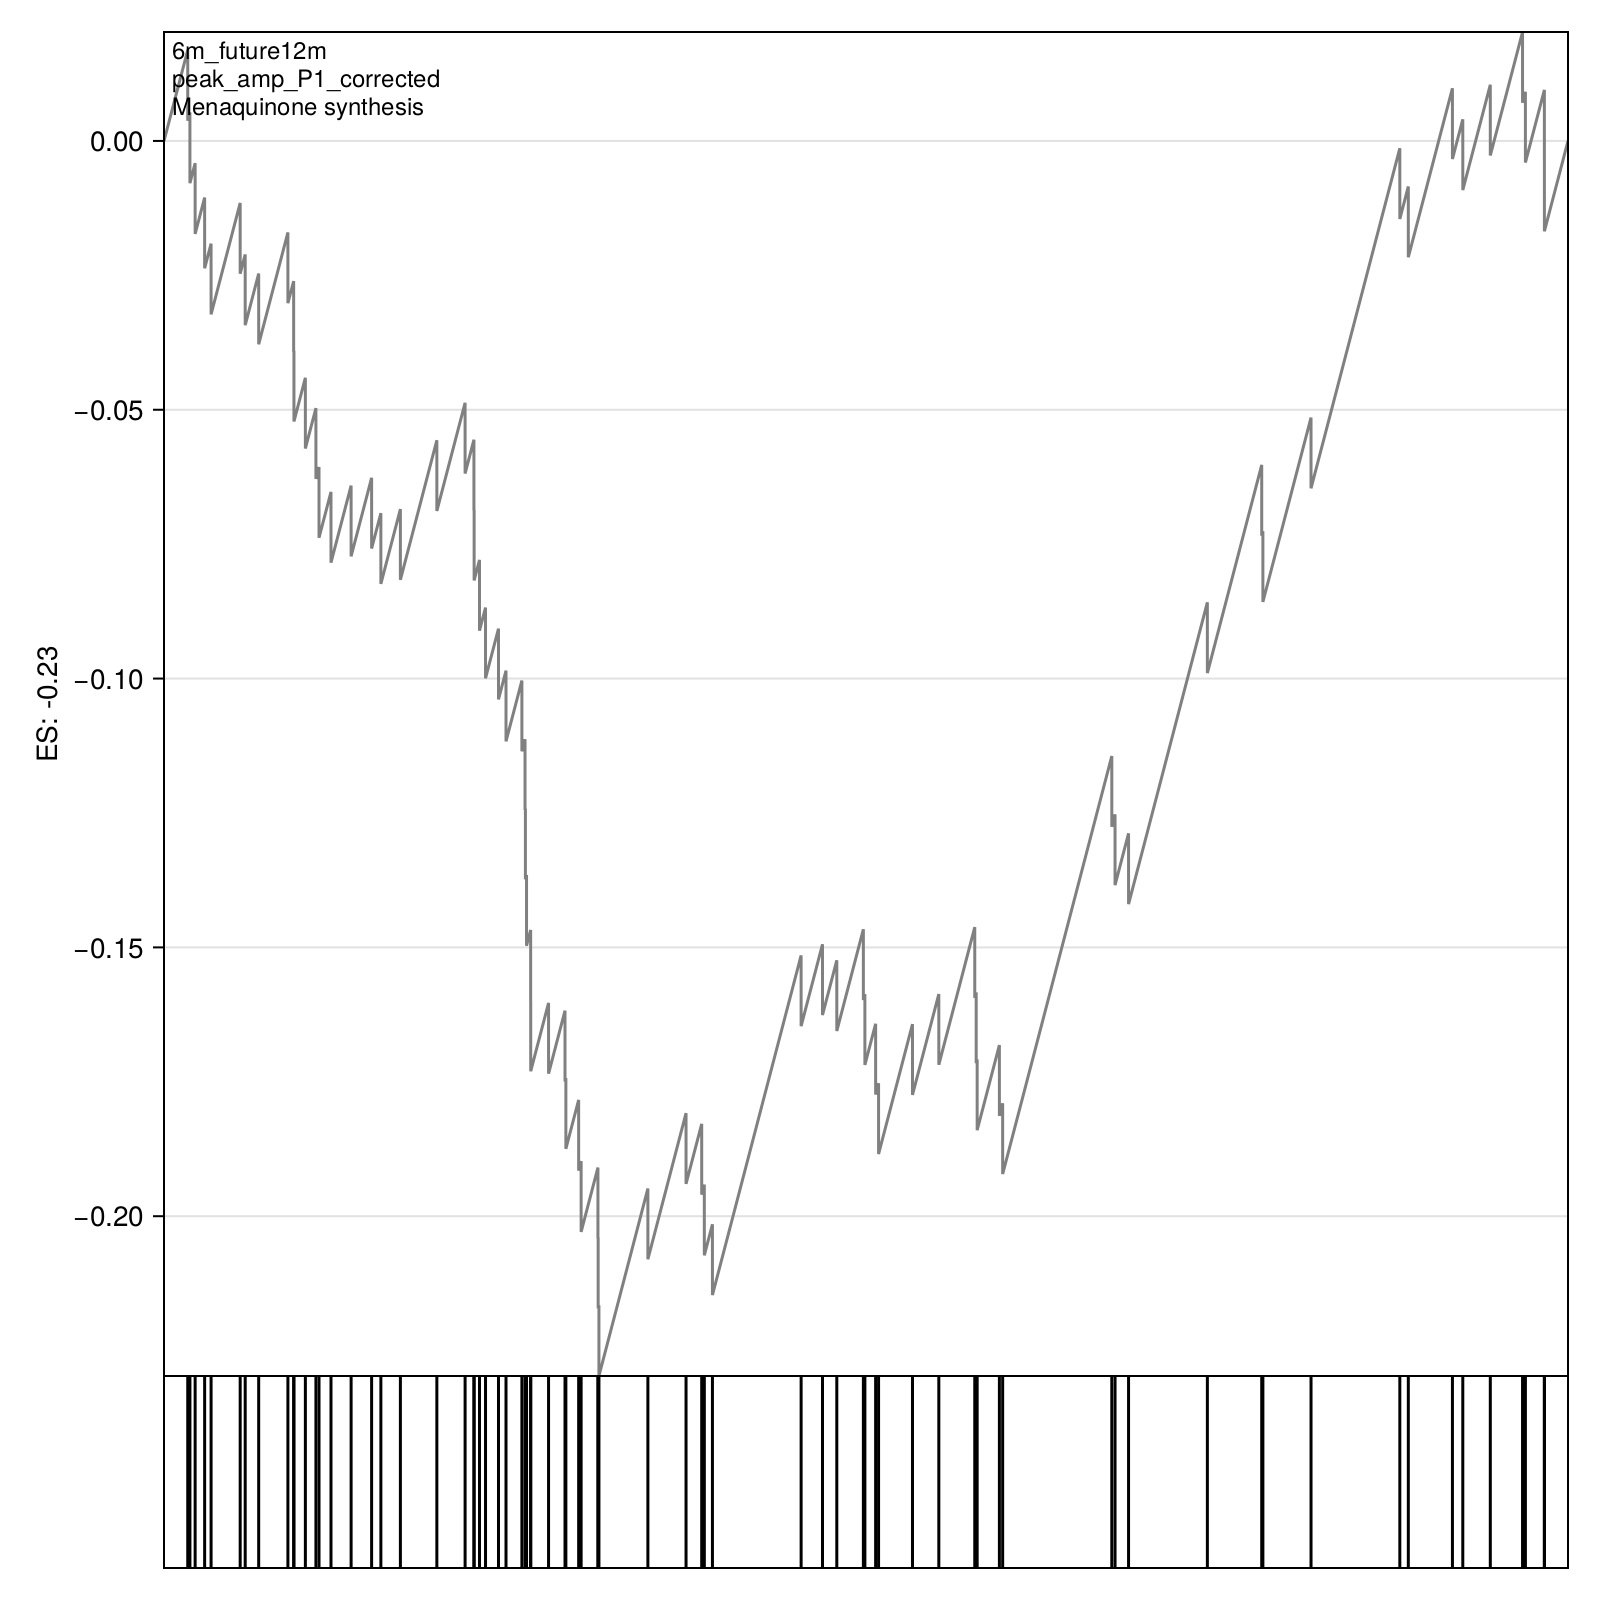 6m_future12m
peak_amp_P1_corrected
Menaquinone synthesis
0.00
−0.05
−0.10
−0.15
−0.20
ES: -0.23